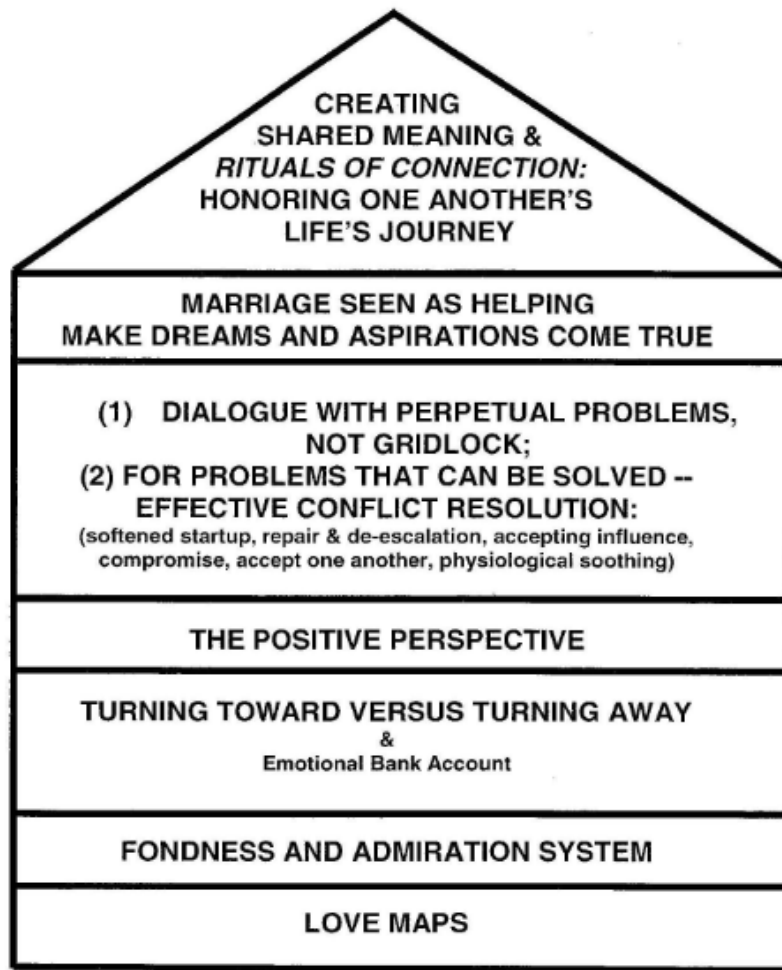 CREATING
SHARED MEANING &
RITUALS OF CONNECTION:
HONORING ONE ANOTHER'S
LIFE'S JOURNEY
MARRIAGE SEEN AS HELPING
MAKE DREAMS AND ASPIRATIONS COME TRUE
(1) DIALOGUE WITH PERPETUAL PROBLEMS,
NOT GRIDLOCK;
(2) FOR PROBLEMS THAT CAN BE SOLVED --
EFFECTIVE CONFLICT RESOLUTION:
(softened startup, repair & de-escalation, accepting influence,
compromise, accept one another, physiological soothing)
THE POSITIVE PERSPECTIVE
TURNING TOWARD VERSUS TURNING AWAY
&
Emotional Bank Account
FONDNESS AND ADMIRATION SYSTEM
LOVE MAPS